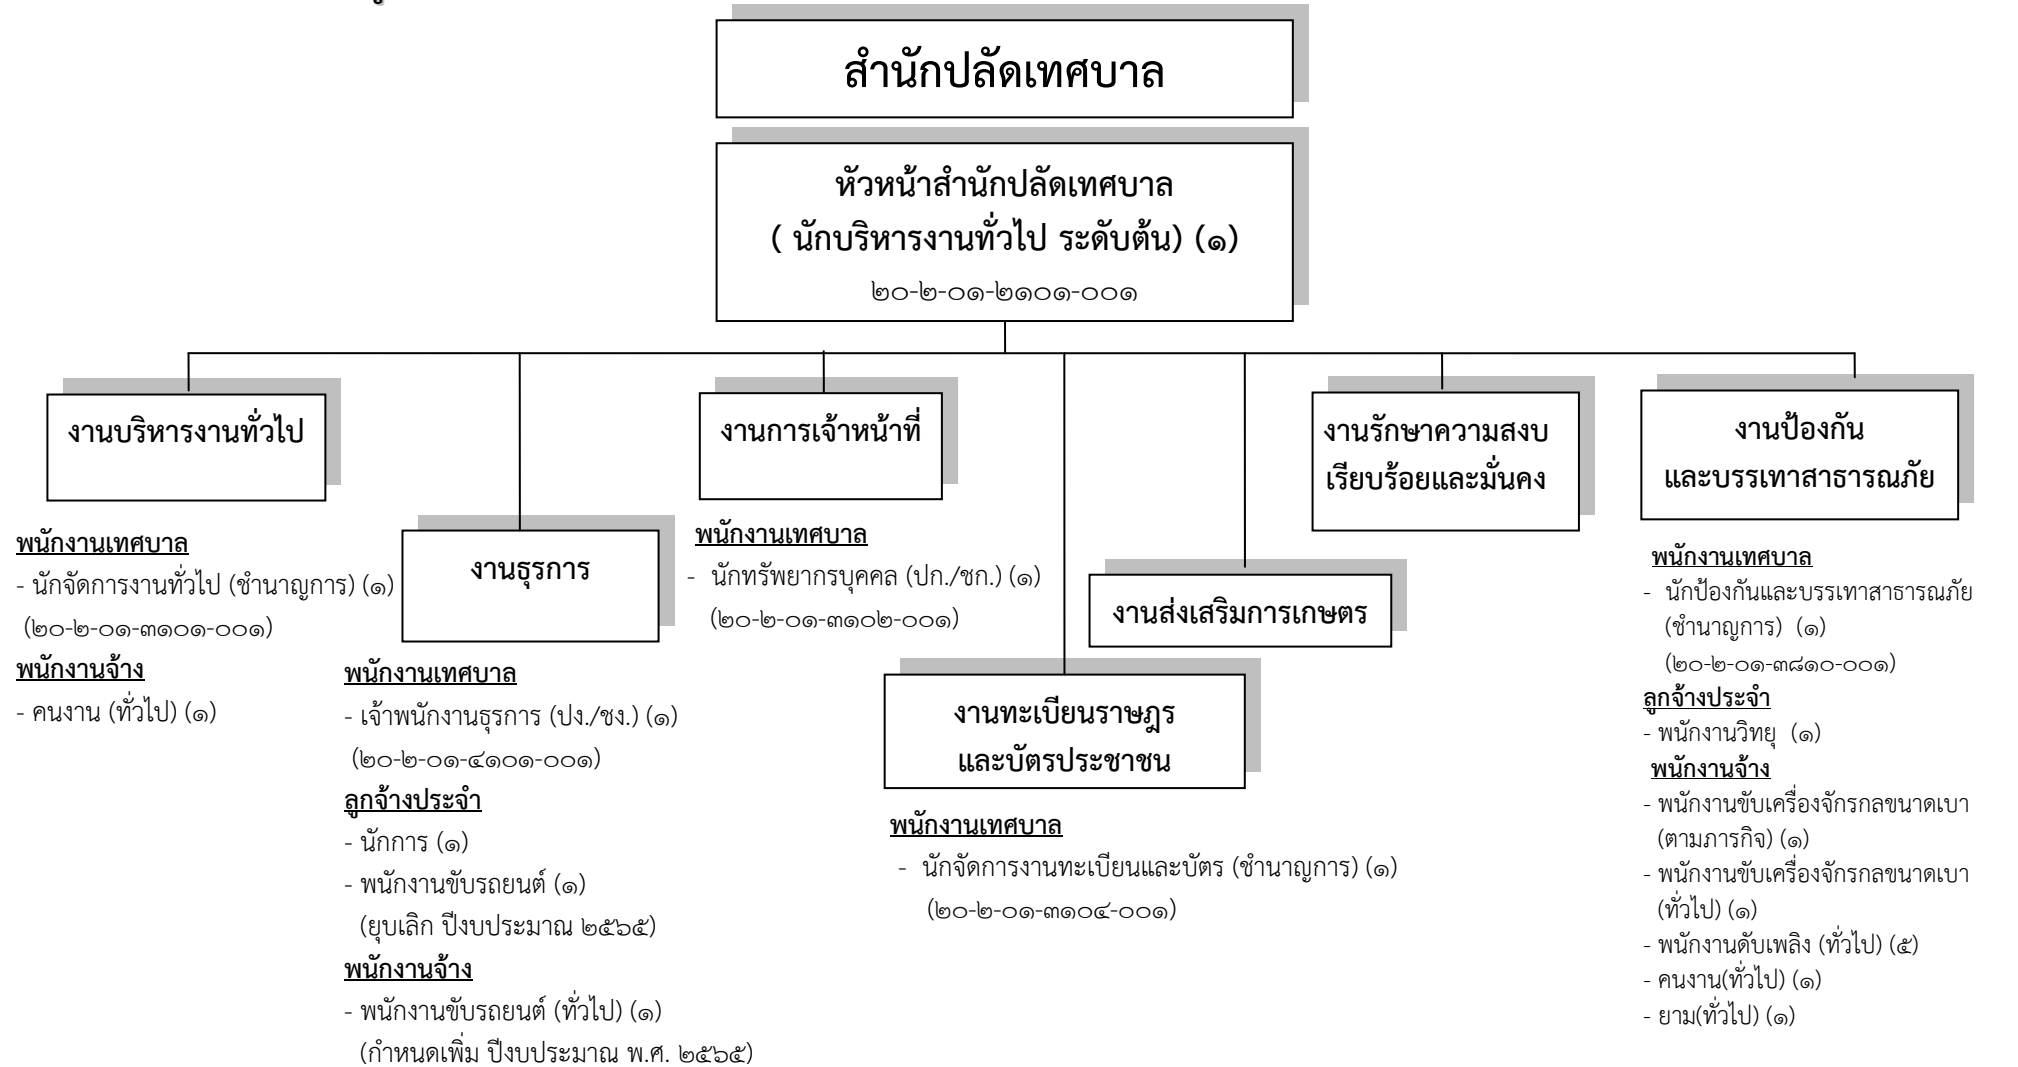 สำนักปลัดเทศบาล
หัวหน้าสำนักปลัดเทศบาล
( นักบริหารงานทั่วไป ระดับต้น) (๑)
๒๐-๒-๐๑-๒๑๐๑-๐๐๑
งานบริหารงานทั่วไป
พนักงานเทศบาล
- นักจัดการงานทั่วไป (ชำนาญการ) (๑)
(๒๐-๒-๐๑-๓๑๐๑-๐๐๑)
พนักงานจ้าง
- คนงาน (ทั่วไป) (๑)
งานธุรการ
พนักงานเทศบาล
- เจ้าพนักงานธุรการ (ปง./ชง.) (๑)
(๒๐-๒-๐๑-๔๑๐๑-๐๐๑)
ลูกจ้างประจำ
- นักการ (๑)
- พนักงานขับรถยนต์ (๑)
(ยุบเลิก ปีงบประมาณ ๒๕๖๕)
พนักงานจ้าง
- พนักงานขับรถยนต์ (ทั่วไป) (๑)
(กำหนดเพิ่ม ปีงบประมาณ พ.ศ. ๒๕๖๕)
งานการเจ้าหน้าที่
พนักงานเทศบาล
- นักทรัพยากรบุคคล (ปก./ชก.) (๑)
(๒๐-๒-๐๑-๓๑๐๒-๐๐๑)
งานทะเบียนราษฎร
และบัตรประชาชน
พนักงานเทศบาล
- นักจัดการงานทะเบียนและบัตร (ชำนาญการ) (๑)
(๒๐-๒-๐๑-๓๑๐๔-๐๐๑)
งานส่งเสริมการเกษตร
งานรักษาความสงบ
เรียบร้อยและมั่นคง
งานป้องกัน
และบรรเทาสาธารณภัย
พนักงานเทศบาล
- นักป้องกันและบรรเทาสาธารณภัย
(ชำนาญการ) (๑)
(๒๐-๒-๐๑-๓๘๑๐-๐๐๑)
ลูกจ้างประจำ
- พนักงานวิทยุ (๑)
พนักงานจ้าง
- พนักงานขับเครื่องจักรกลขนาดเบา
(ตามภารกิจ) (๑)
- พนักงานขับเครื่องจักรกลขนาดเบา
(ทั่วไป) (๑)
- พนักงานดับเพลิง (ทั่วไป) (๕)
- คนงาน(ทั่วไป) (๑)
- ยาม(ทั่วไป) (๑)